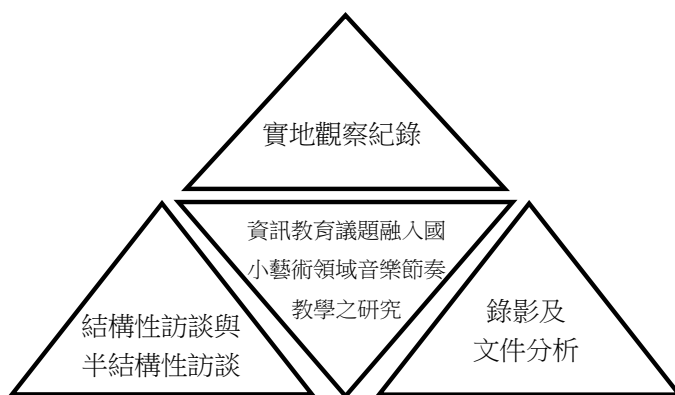 實地觀察紀錄
資訊教育議題融入國
小藝術領域音樂節奏
教學之研究
結構性訪談與
半結構性訪談
錄影及
文件分析